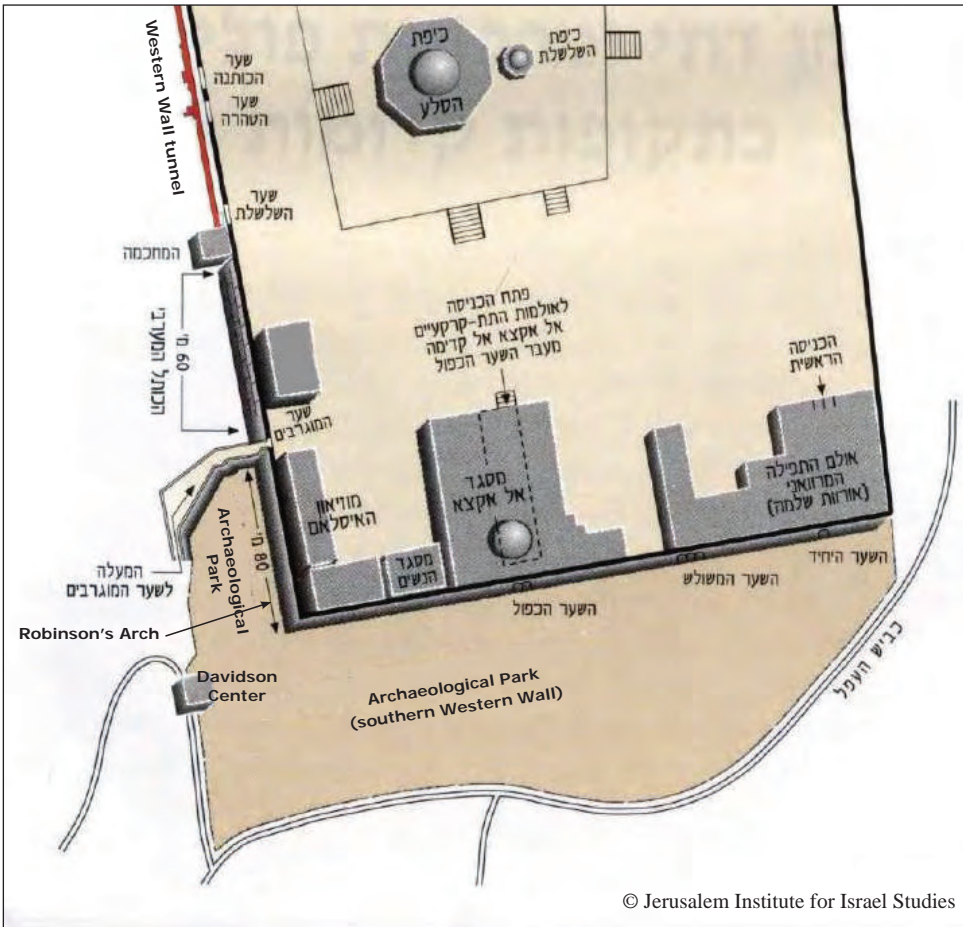 Western Wall tunnel
שער
הכותנה
שער
הטהרה
שער
השלשלת
כיפת
הסלע
כיפת
השלשלת
המחכמה
60 מ'
הכותל המערבי
פתח הכניסה
לאולמות התת-קרקעיים
אל אקצא אל קדימה
מעבר השער הכפול
הכניסה
הראשית
שער
המוגרבים
מוזיאון
האיסלאם
מסגד
אל אקצא
אולם התפילה
המרוואני
(אורוות שלמה)
מסגד
הנשים
80 מ'
Archaeological
Park
המעלה
לשער המוגרבים
השער הכפול
השער המשולש
השער היחיד
Robinson's Arch
Davidson
Center
Archaeological Park
(southern Western Wall)
כביש העפל
© Jerusalem Institute for Israel Studies